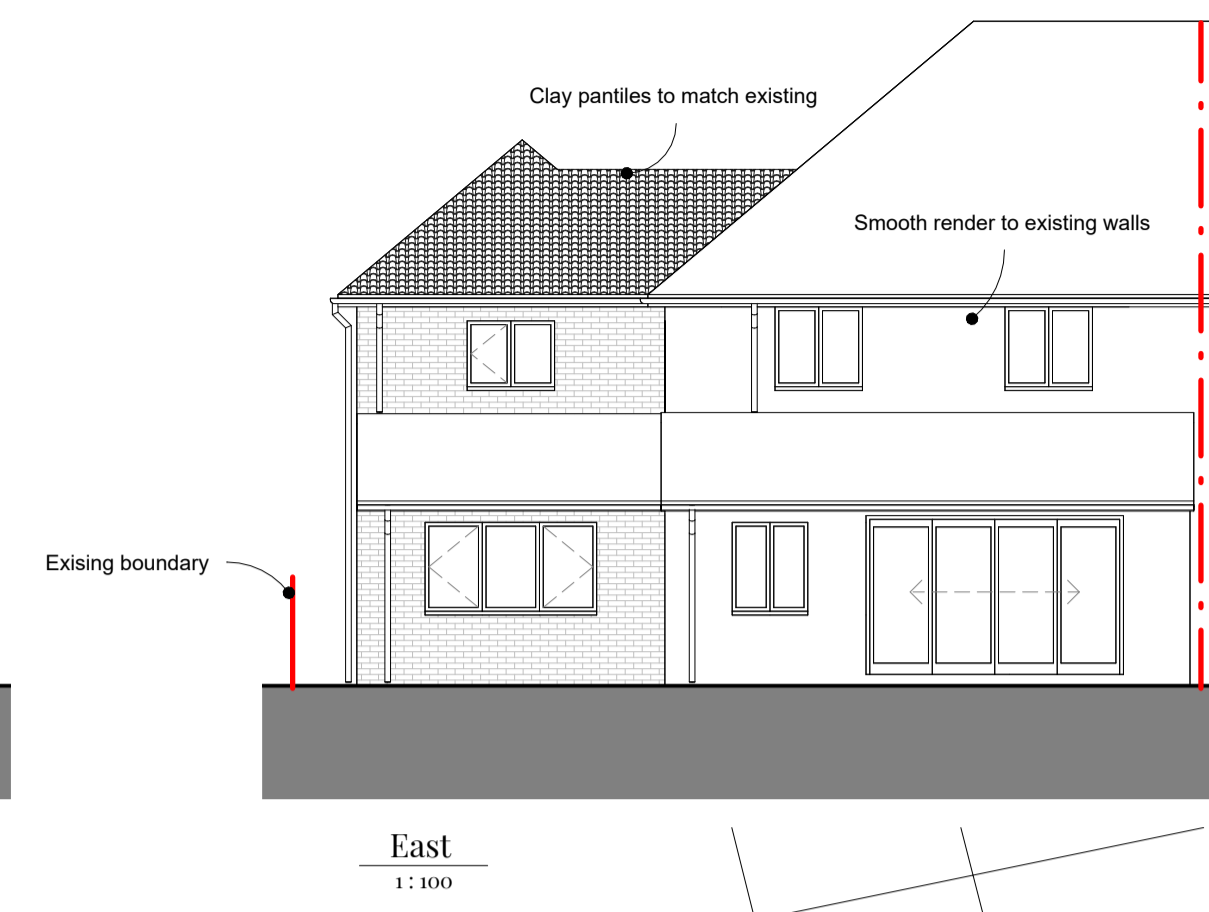 Clay pantiles to match existing
Smooth render to existing walls
Exising boundary
East
1 : 100